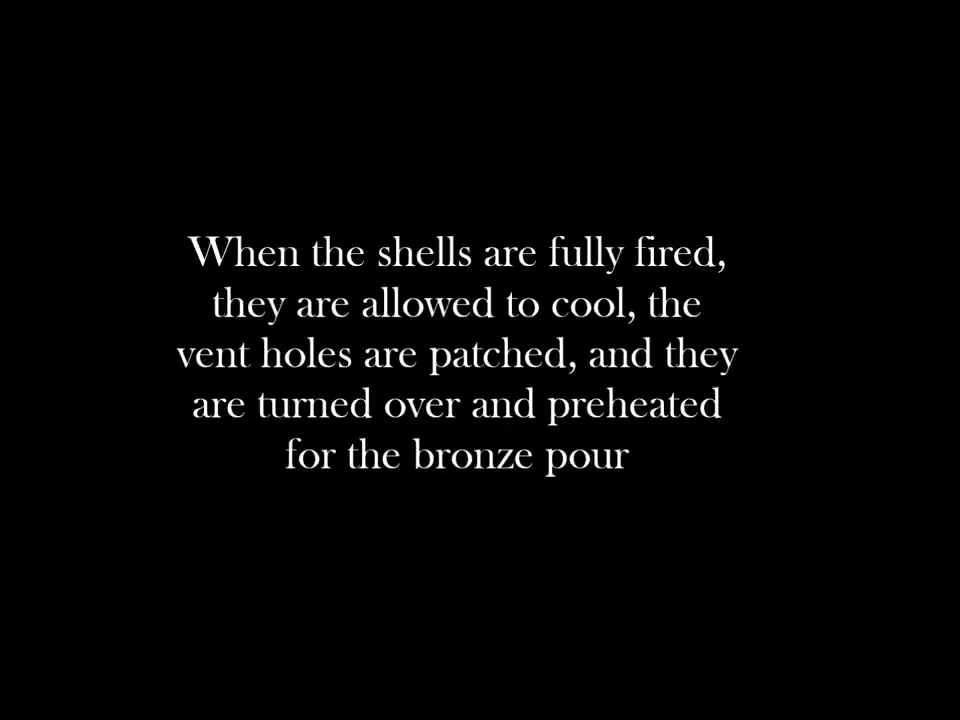 When the shells are fully fired,
they are allowed to cool, the
vent holes are patched, and they
are turned over and preheated
for the bronze pour